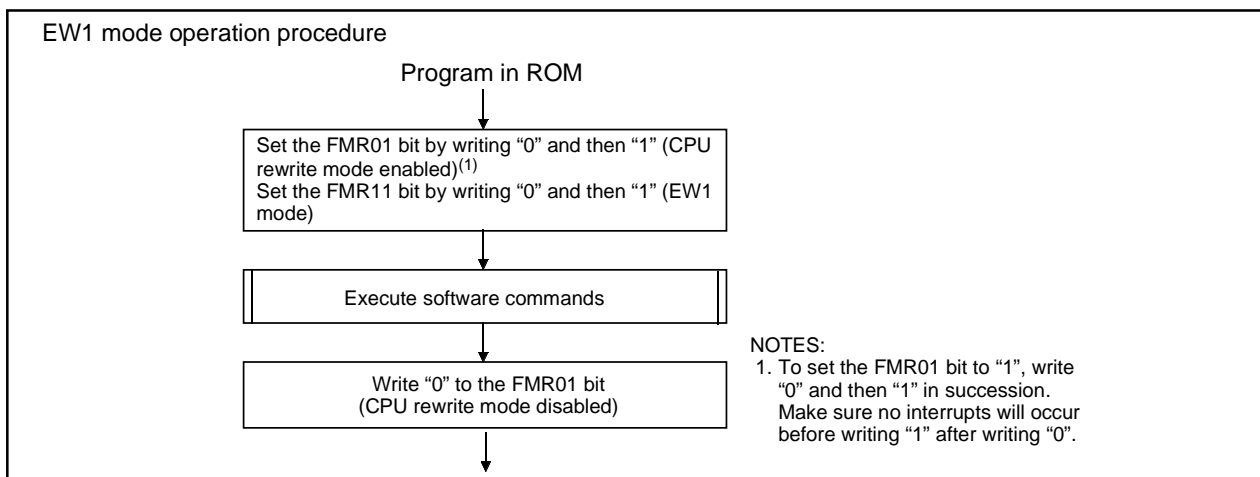 EW1 mode operation procedure
Program in ROM
Set the FMR01 bit by writing “0” and then “1” (CPU
rewrite mode enabled)(1)
Set the FMR11 bit by writing “0” and then “1” (EW1
mode)
Execute software commands
Write “0” to the FMR01 bit
(CPU rewrite mode disabled)
NOTES:
1. To set the FMR01 bit to “1”, write
“0” and then “1” in succession.
Make sure no interrupts will occur
before writing “1” after writing “0”.